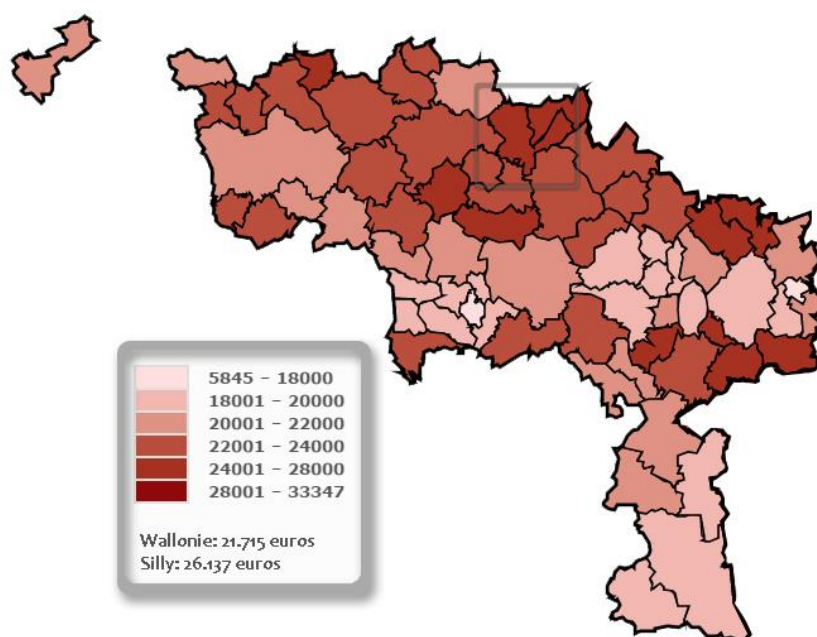 5845 - 18000
18001 - 20000
20001 - 22000
22001 - 24000
24001 - 28000
28001 - 33347
Wallonie: 21.715 euros
Silly: 26.137 euros